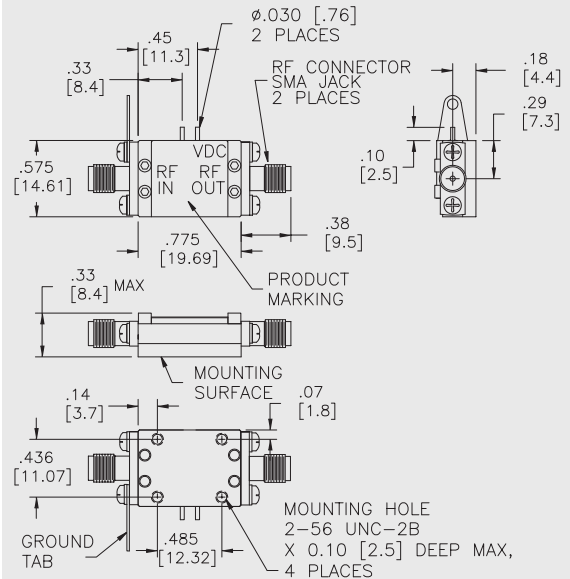 ø.030 [.76]
2 PLACES
.45
[11.3]
.33
[8.4]
RF CONNECTOR
SMA JACK
2 PLACES
.18
[4.4]
.29
[7.3]
.10
[2.5]
VDC
RF
IN
RF
OUT
.575
[14.61]
.775
[19.69]
.38
[9.5]
PRODUCT
MARKING
.33
[8.4] MAX
MOUNTING
SURFACE
.14
[3.7]
.07
[1.8]
.436
[11.07]
GROUND
TAB
.485
[12.32]
MOUNTING HOLE
2-56 UNC-2B
X 0.10 [2.5] DEEP MAX,
4 PLACES